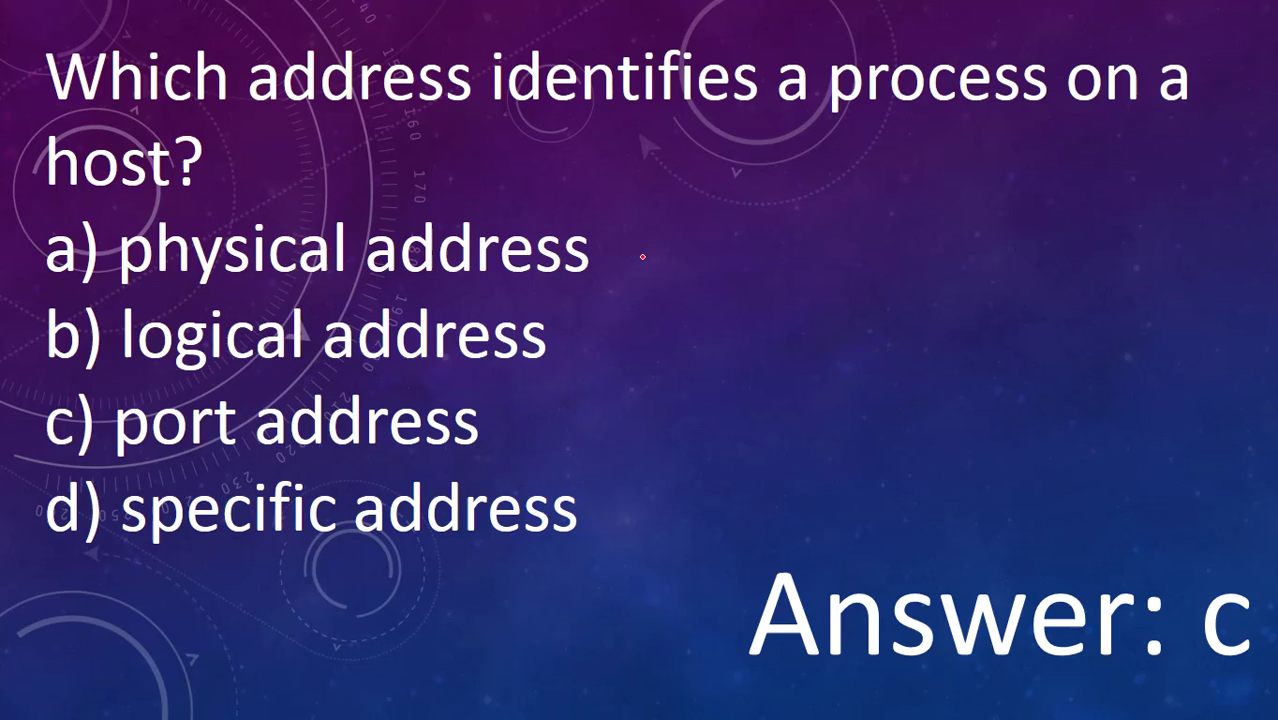 Which address identifies a process on a
host?
a) physical address
b) logical address
c) port address
d) specific address
Answer: c